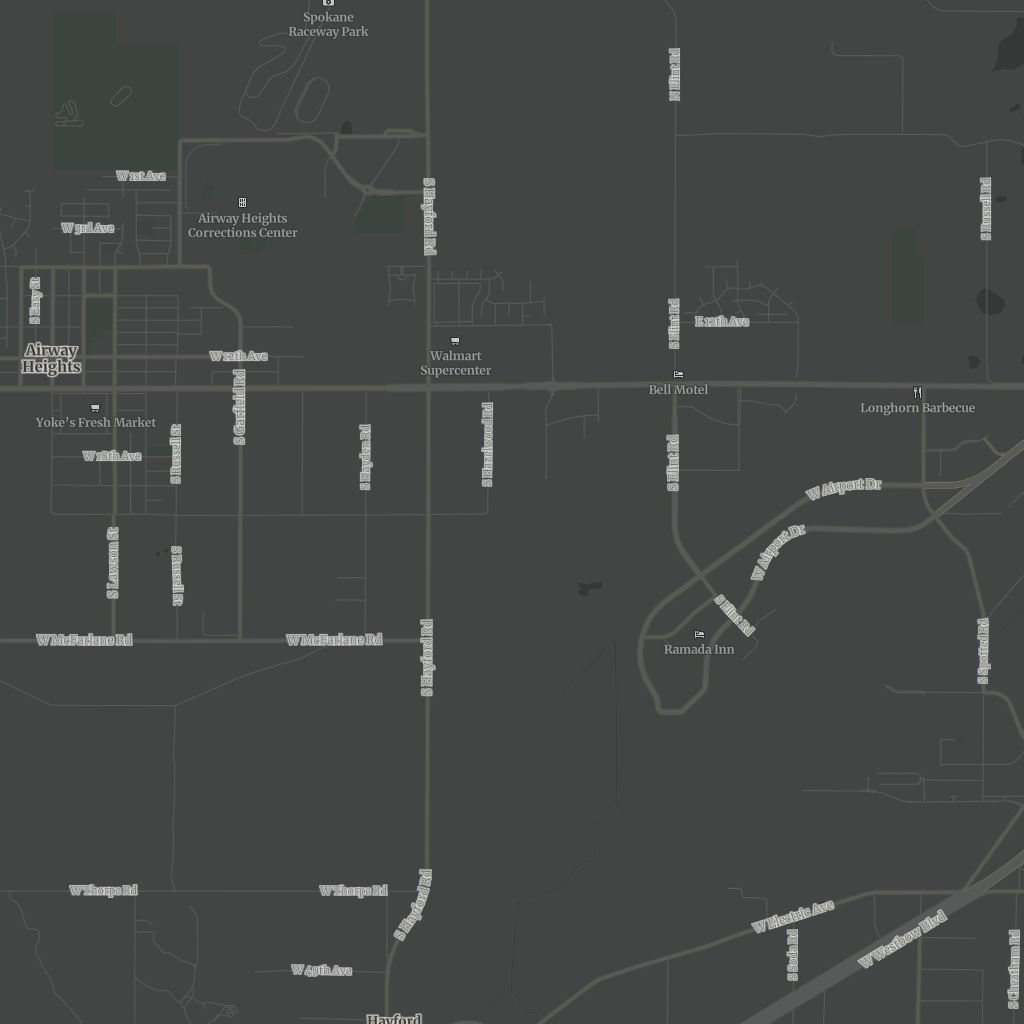 Spokane
Raceway Park
N Flint Rd
W 1st Ave
S Hayford Rd
S Russell Rd
Airway Heights
Corrections Center
W 3rd Ave
S Easy St
S Flint Rd
E 12th Ave
Airway
Heights
W 12th Ave
Walmart
Supercenter
Bell Motel
S Garfield Rd
Longhorn Barbecue
Yoke's Fresh Market
S Russell St
S Hayden Rd
S Hazelwood Rd
S Flint Rd
W 18th Ave
W Airport Dr
W Airport Dr
S Lawson St
S Russell St
S Flint Rd
W McFarlane Rd
W McFarlane Rd
S Hayford Rd
Ramada Inn
S Spotted Rd
W Thorpe Rd
W Thorpe Rd
S Hayford Rd
W Electric Ave
W Westbow Blvd
S Soda Rd
S Cheatham Rd
W 49th Ave
Hayford